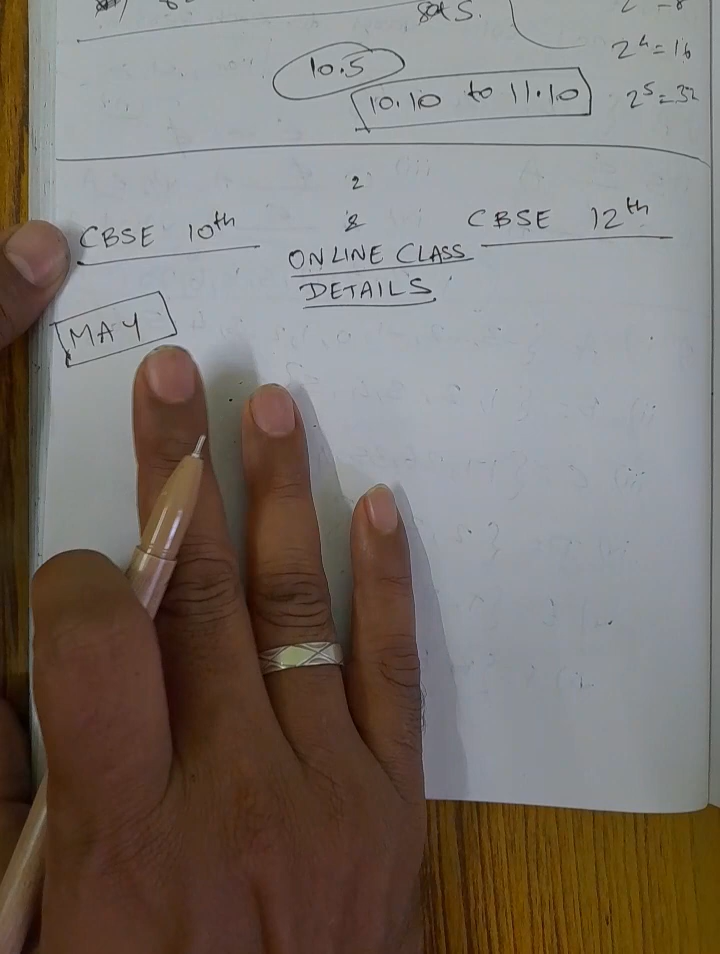 sets.
2⁴ = 16
10.5
10.10 to 11.10
2⁵ = 32
2
CBSE 10th & CBSE 12th
ONLINE CLASS
DETAILS
MAY